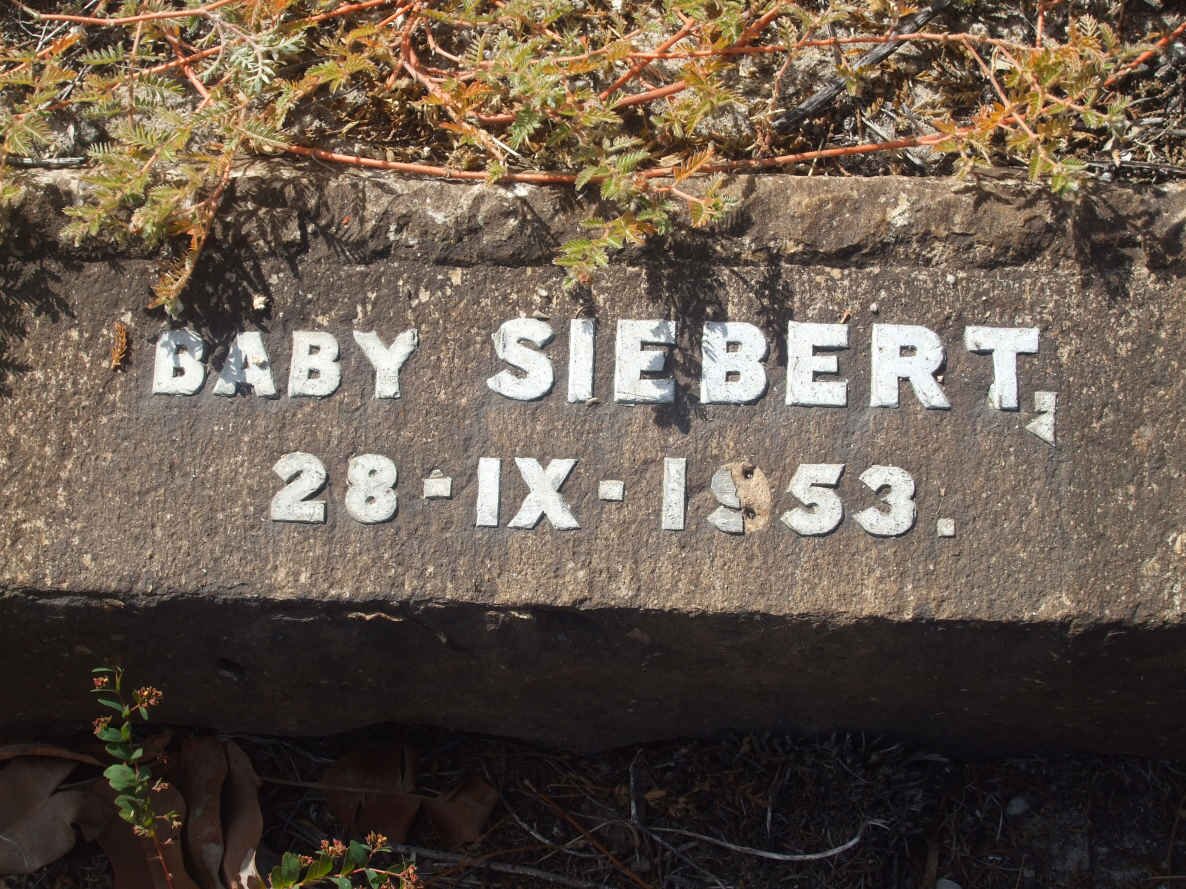 BABY SIEBERT,
28-IX-1953.